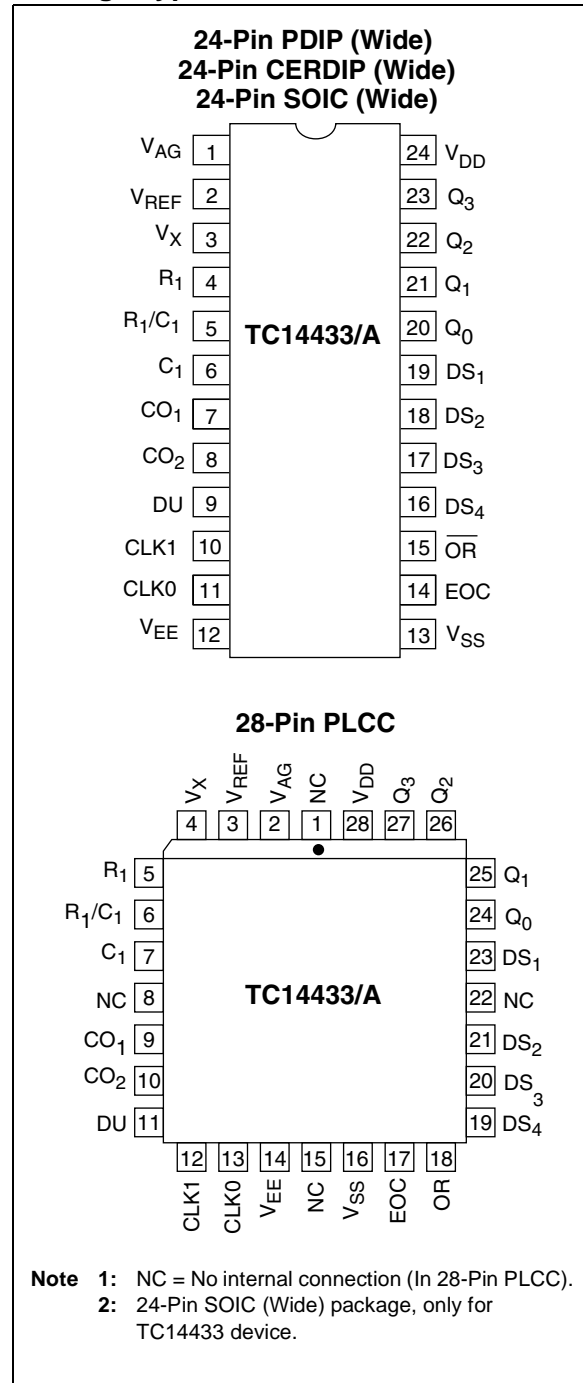 24-Pin PDIP (Wide)
24-Pin CERDIP (Wide)
24-Pin SOIC (Wide)
VAG 1 24 VDD
VREF 2 23 Q3
VX 3 22 Q2
R1 4 21 Q1
R1/C1 5 TC14433/A 20 Q0
C1 6 19 DS1
CO1 7 18 DS2
CO2 8 17 DS3
DU 9 16 DS4
CLK1 10 15 OR
CLK0 11 14 EOC
VEE 12 13 VSS
28-Pin PLCC
VX VREF VAG NC VDD Q3 Q2
4 3 2 1 28 27 26
R1 5 25 Q1
R1/C1 6 24 Q0
C1 7 23 DS1
NC 8 TC14433/A 22 NC
CO1 9 21 DS2
CO2 10 20 DS3
DU 11 19 DS4
12 13 14 15 16 17 18
CLK1 CLK0 VEE NC VSS EOC OR
Note 1: NC = No internal connection (In 28-Pin PLCC).
2: 24-Pin SOIC (Wide) package, only for
TC14433 device.